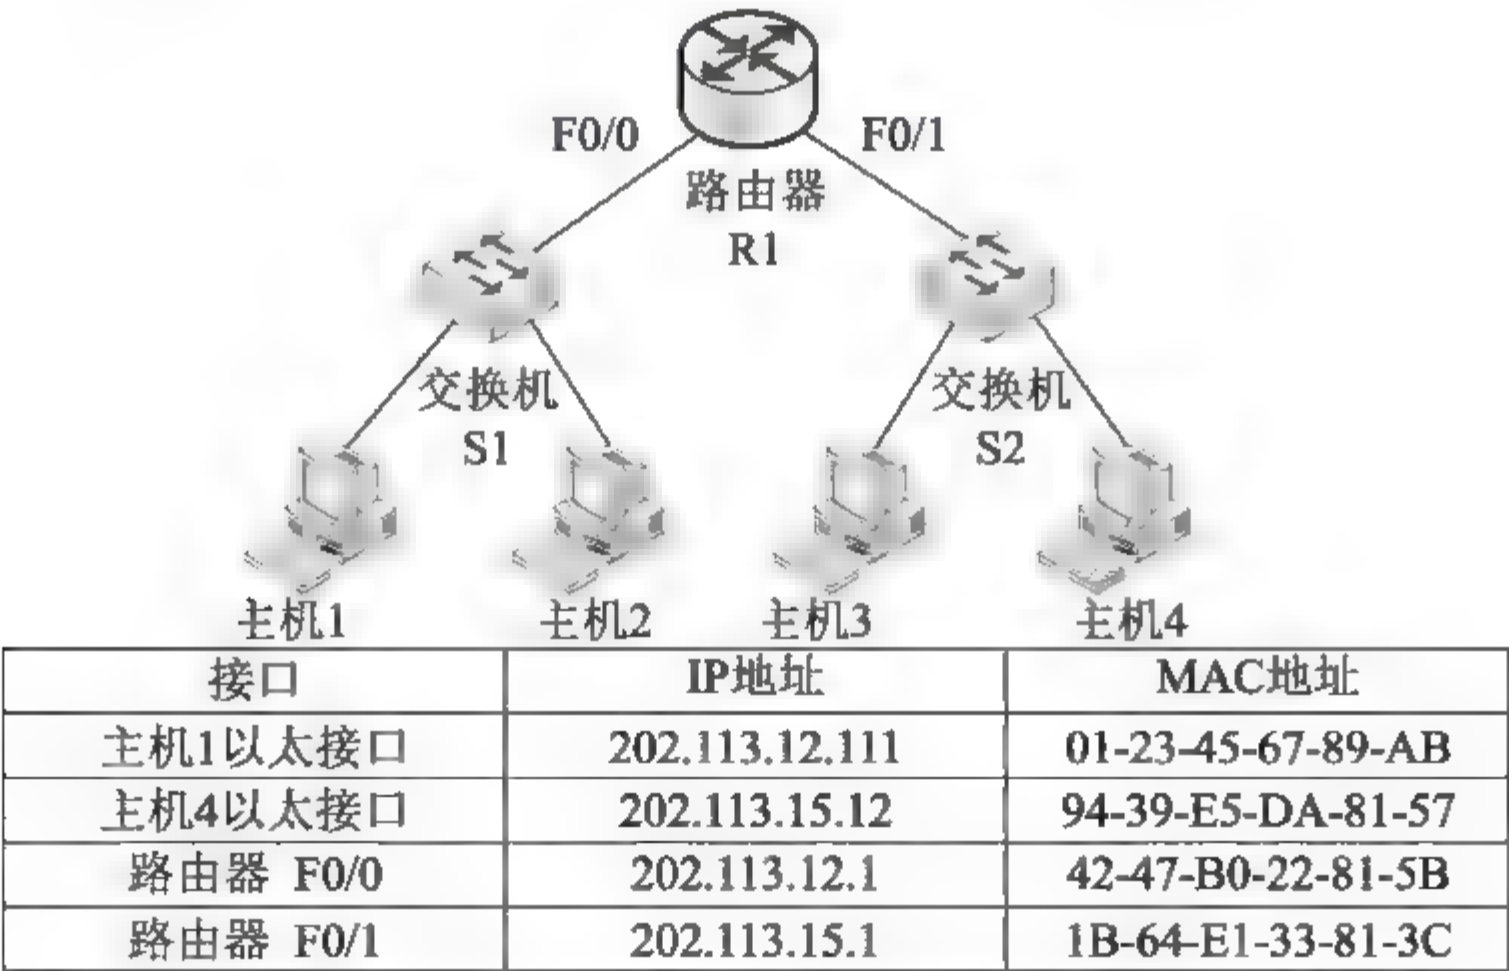 F0/0 F0/1
路由器
R1
交换机 交换机
S1 S2
主机1 主机2 主机3 主机4
接口 IP地址 MAC地址
主机1以太接口 202.113.12.111 01-23-45-67-89-AB
主机4以太接口 202.113.15.12 94-39-E5-DA-81-57
路由器 F0/0 202.113.12.1 42-47-B0-22-81-5B
路由器 F0/1 202.113.15.1 1B-64-E1-33-81-3C